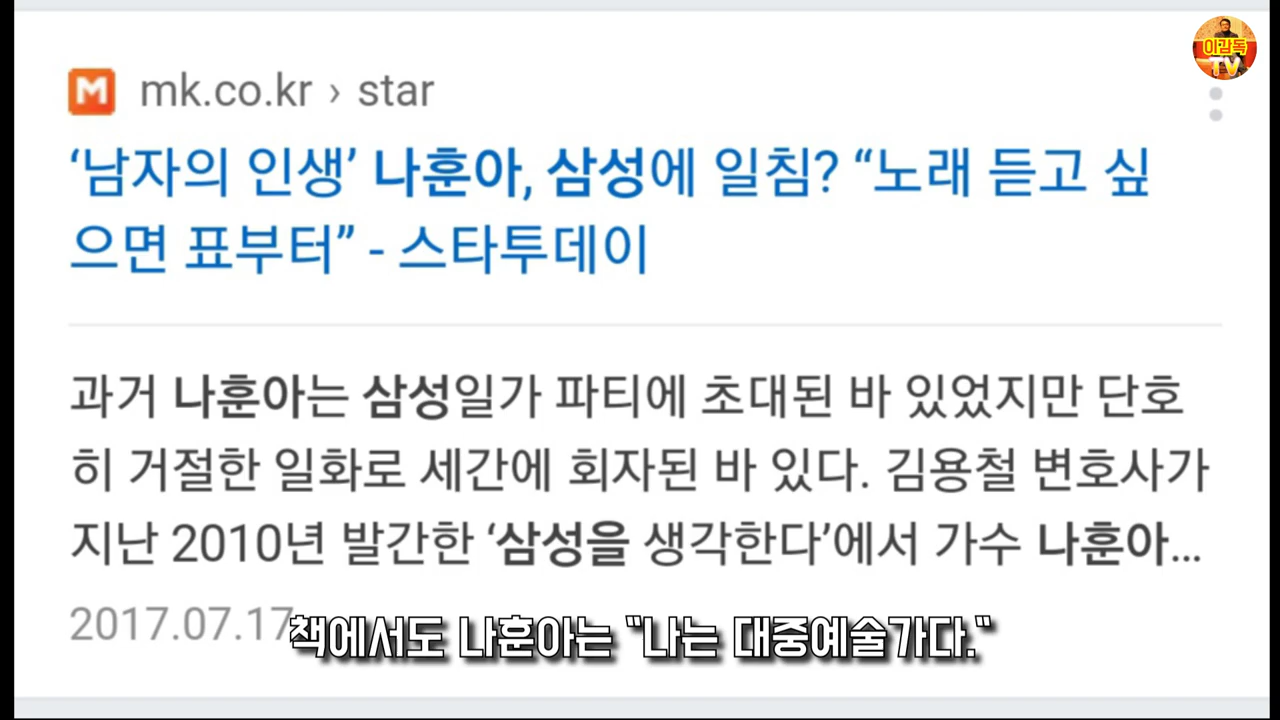 이감독
TV
M mk.co.kr › star
‘남자의 인생’ 나훈아, 삼성에 일침? “노래 듣고 싶
으면 표부터” - 스타투데이
과거 나훈아는 삼성일가 파티에 초대된 바 있었지만 단호
히 거절한 일화로 세간에 회자된 바 있다. 김용철 변호사가
지난 2010년 발간한 ‘삼성을 생각한다’에서 가수 나훈아...
2017.07.17
책에서도 나훈아는 "나는 대중예술가다."